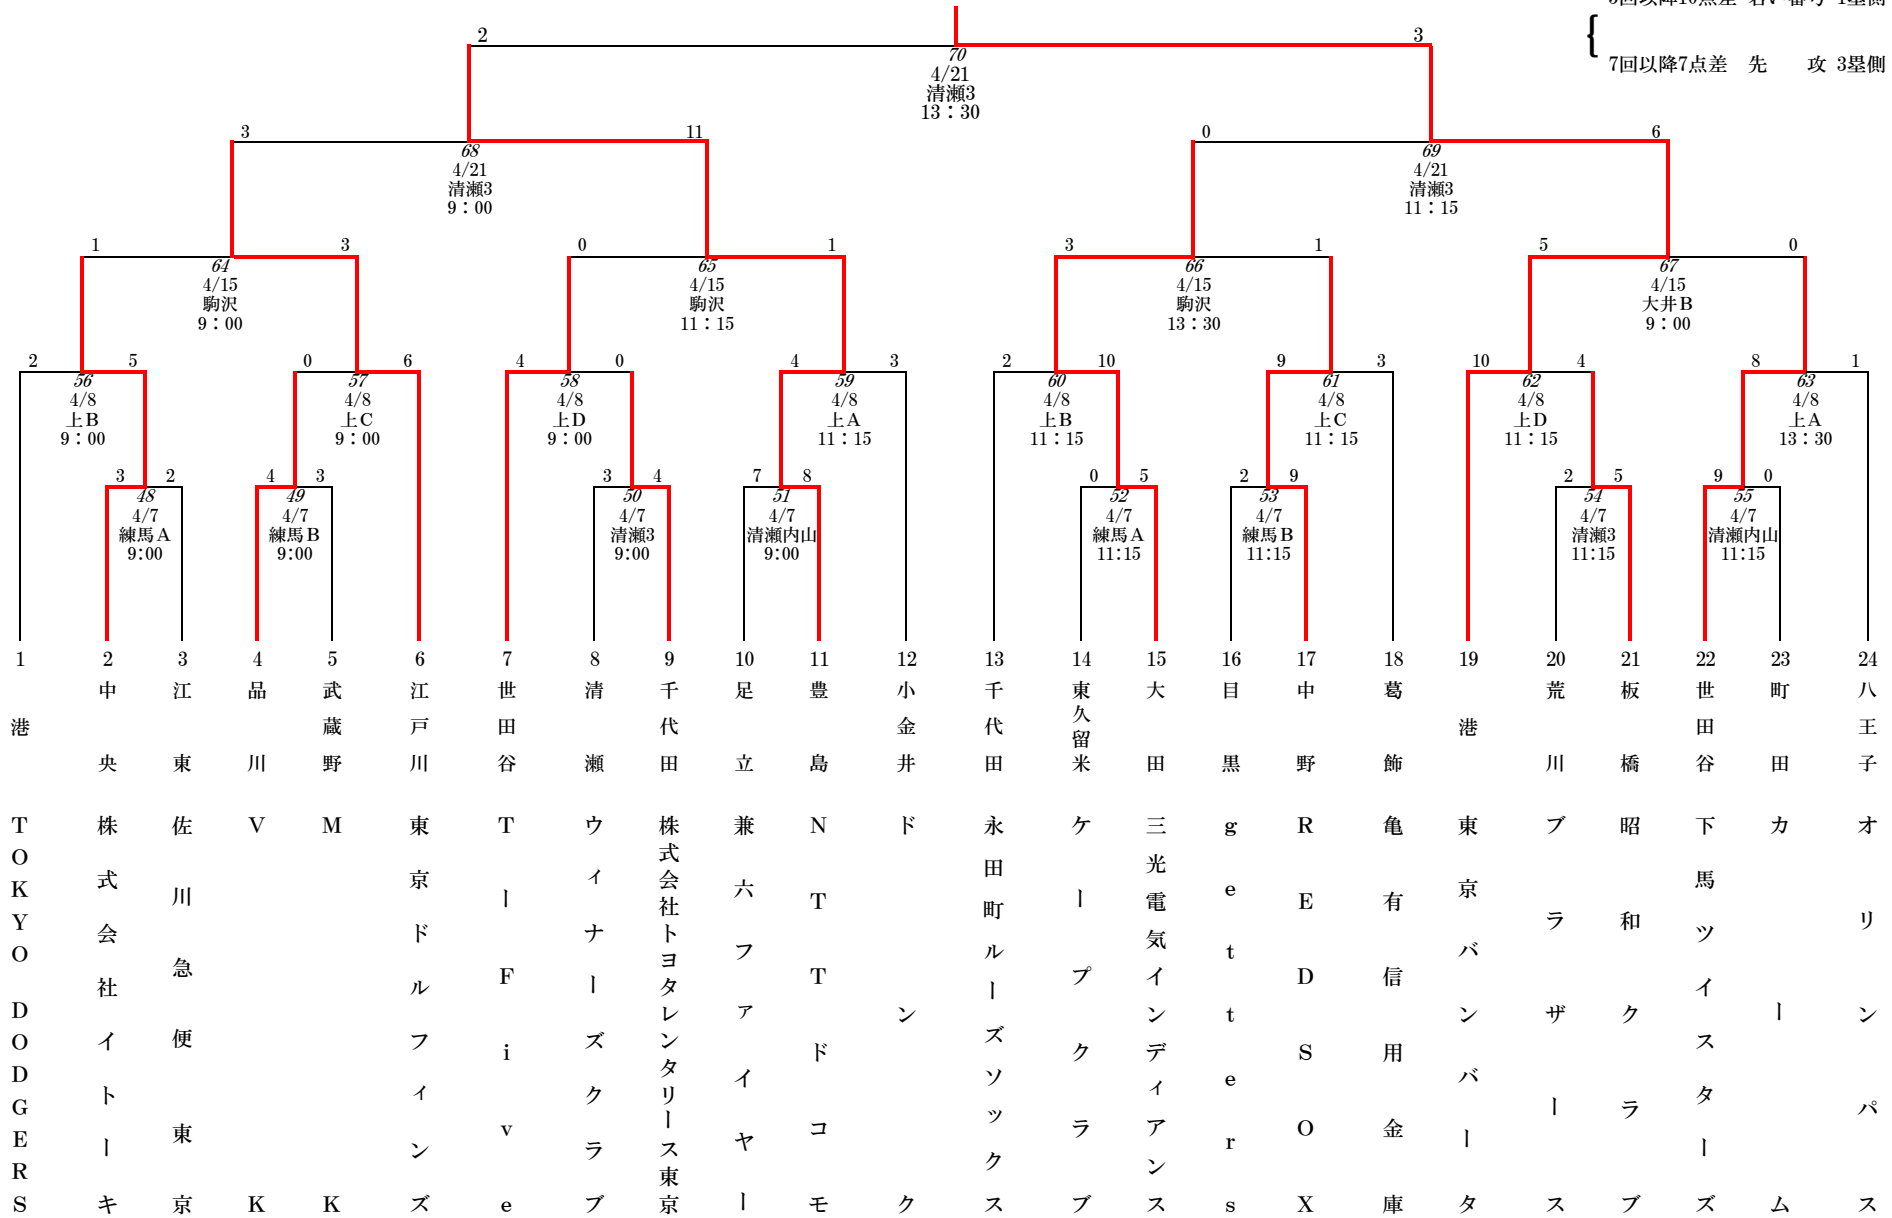 5回以降10点差 若い番号 1塁側
{
7回以降7点差 先 攻 3塁側
2 3
70
4/21
清瀬3
13：30
3 11 0 6
68 69
4/21 4/21
清瀬3 清瀬3
9：00 11：15
1 3 0 1 3 1 5 0
64 65 66 67
4/15 4/15 4/15 4/15
駒沢 駒沢 駒沢 大井B
9：00 11：15 13：30 9：00
2 5 0 6 4 0 4 3 2 10 9 3 10 4 8 1
56 57 58 59 60 61 62 63
4/8 4/8 4/8 4/8 4/8 4/8 4/8 4/8
上B 上C 上D 上A 上B 上C 上D 上A
9：00 9：00 9：00 11：15 11：15 11：15 11：15 13：30
3 2 4 3 3 4 7 8 0 5 2 9 2 5 9 0
48 49 50 51 52 53 54 55
4/7 4/7 4/7 4/7 4/7 4/7 4/7 4/7
練馬A 練馬B 清瀬3 清瀬内山 練馬A 練馬B 清瀬3 清瀬内山
9:00 9:00 9:00 9:00 11:15 11:15 11:15 11:15
1 港 TOKYO DODGERS
2 中央 株式会社イトーキ
3 江東 佐川急便東京
4 品川 VK
5 武蔵野 MK
6 江戸川 東京ドルフィンズ
7 世田谷 TーFive
8 清瀬 ウィナーズクラブ
9 千代田 株式会社トヨタレンタリース東京
10 足立 兼六ファイヤー
11 豊島 NTTドコモ
12 小金井 ドンク
13 千代田 永田町ルーズソックス
14 東久留米 ケープクラブ
15 大田 三光電気インディアンス
16 目黒 getters
17 中野 REDSOX
18 葛飾 亀有信用金庫
19 港 東京バンバータ
20 荒川 ブラザース
21 板橋 昭和クラブ
22 世田谷 下馬ツイスターズ
23 町田 カーム
24 八王子 オリンパス